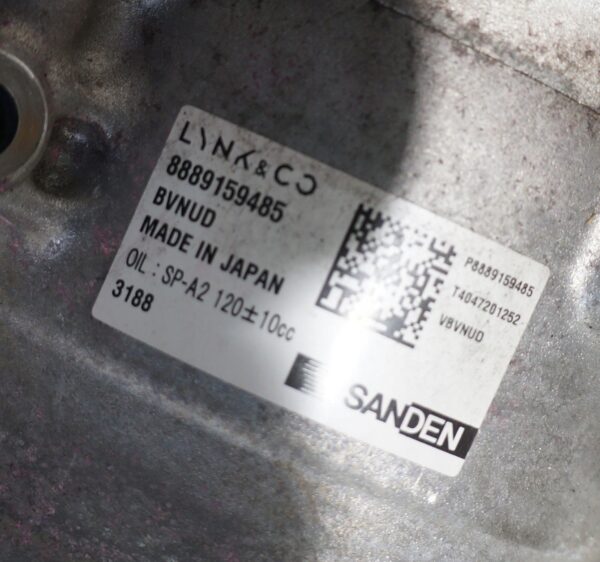 LYNK&CO
8889159485
BVNUD
MADE IN JAPAN
OIL : SP-A2 120±10cc
3188
P8889159485
T4047201252
VBVNUD
SANDEN